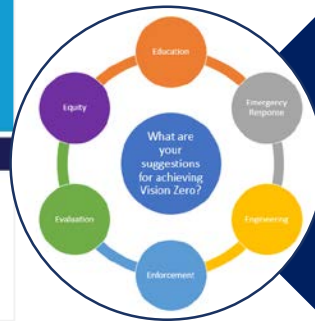 Education
Emergency
Response
Engineering
Enforcement
Evaluation
Equity
What are
your
suggestions
for achieving
Vision Zero?